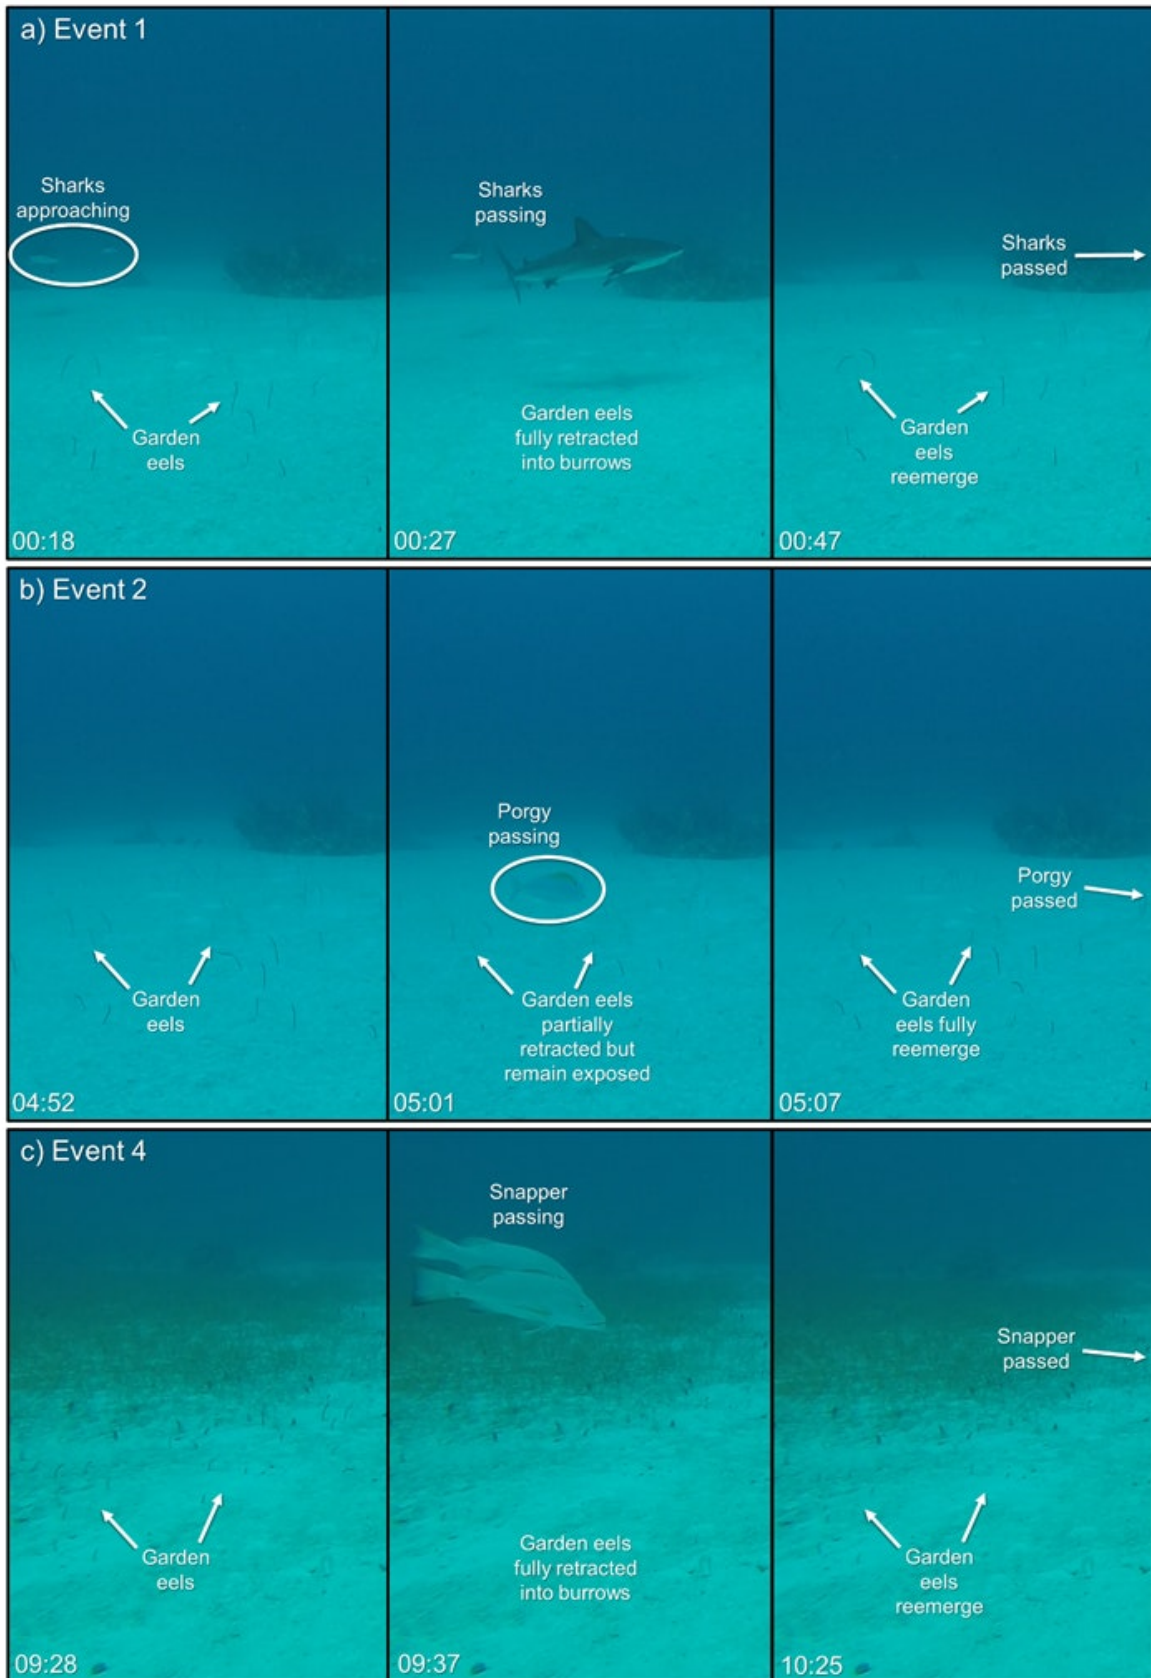 a) Event 1
Sharks
approaching
Garden
eels
00:18
Sharks
passing
Garden eels
fully retracted
into burrows
00:27
Sharks
passed
Garden
eels
reemerge
00:47
b) Event 2
Garden
eels
04:52
Porgy
passing
Garden eels
partially
retracted but
remain exposed
05:01
Porgy
passed
Garden
eels fully
reemerge
05:07
c) Event 4
Garden
eels
09:28
Snapper
passing
Garden eels
fully retracted
into burrows
09:37
Snapper
passed
Garden
eels
reemerge
10:25